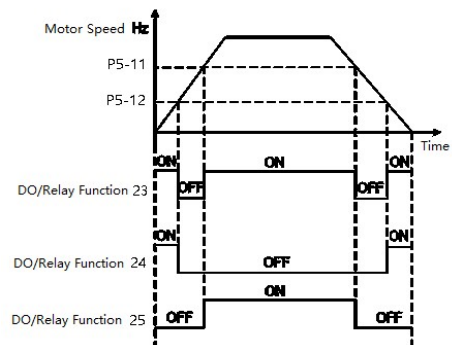 Motor Speed Hz
P5-11
P5-12
Time
ON ON ON
DO/Relay Function 23 OFF OFF
ON ON
DO/Relay Function 24 OFF
ON
DO/Relay Function 25 OFF OFF